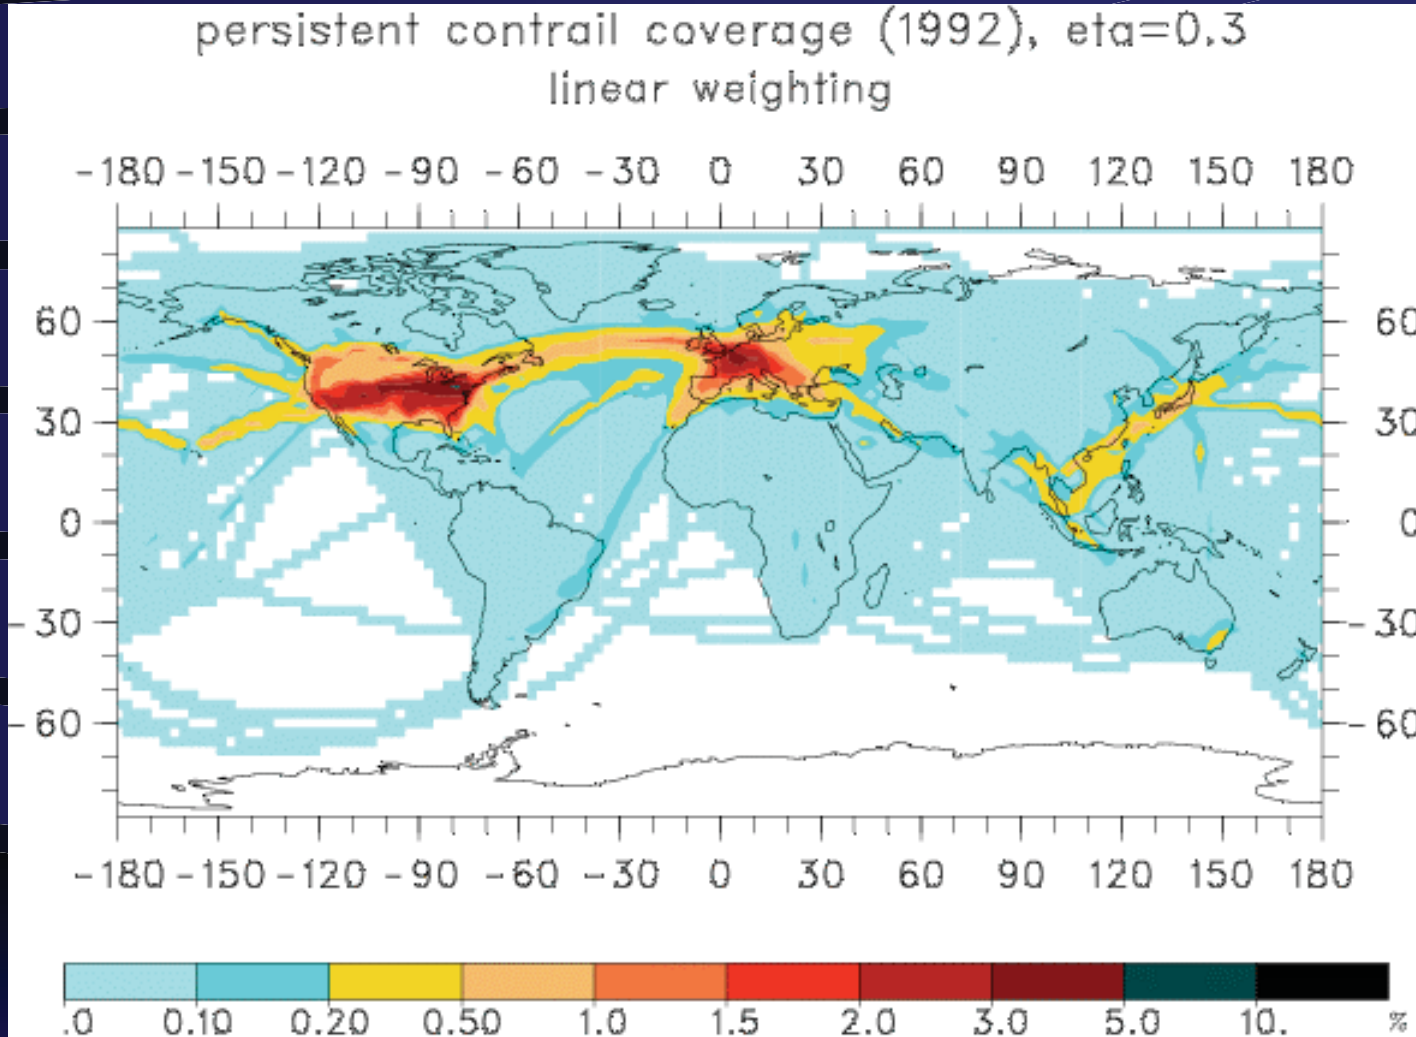 persistent contrail coverage (1992), eta=0.3
linear weighting
-180 -150 -120 -90 -60 -30 0 30 60 90 120 150 180
60 60
30 30
0 0
-30 -30
-60 -60
-180 -150 -120 -90 -60 -30 0 30 60 90 120 150 180
.0 0.10 0.20 0.50 1.0 1.5 2.0 3.0 5.0 10. %